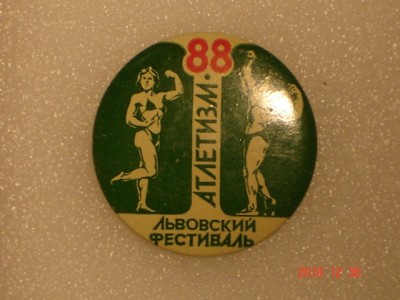 88
АТЛЕТИЗМ
ЛЬВОВСКИЙ
ФЕСТИВАЛЬ